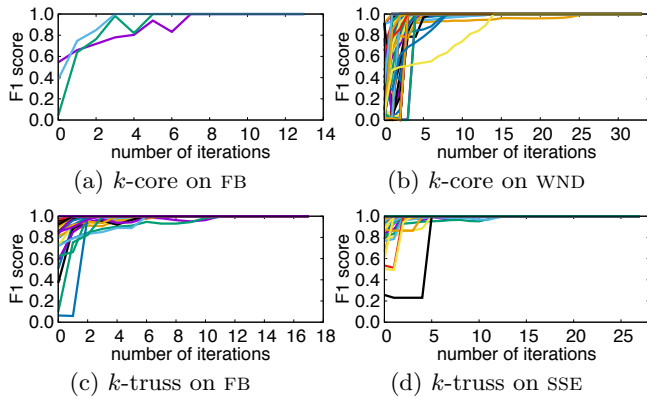 1.0
0.8
0.6
0.4
0.2
0.0
F1 score
0 2 4 6 8 10 12 14
number of iterations
(a) k-core on FB
1.0
0.8
0.6
0.4
0.2
0.0
F1 score
0 5 10 15 20 25 30
number of iterations
(b) k-core on WND
1.0
0.8
0.6
0.4
0.2
0.0
F1 score
0 2 4 6 8 10 12 14 16 18
number of iterations
(c) k-truss on FB
1.0
0.8
0.6
0.4
0.2
0.0
F1 score
0 5 10 15 20 25
number of iterations
(d) k-truss on SSE